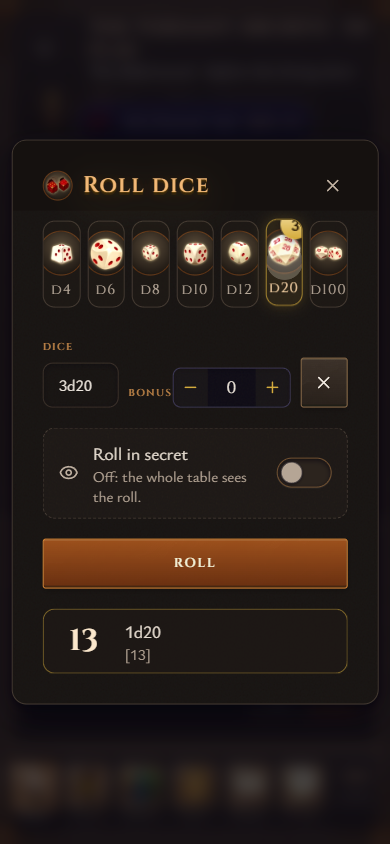 Roll dice
3
D4 D6 D8 D10 D12 D20 D100
DICE
3d20
BONUS
0
Roll in secret
Off: the whole table sees
the roll.
ROLL
13
1d20
[13]